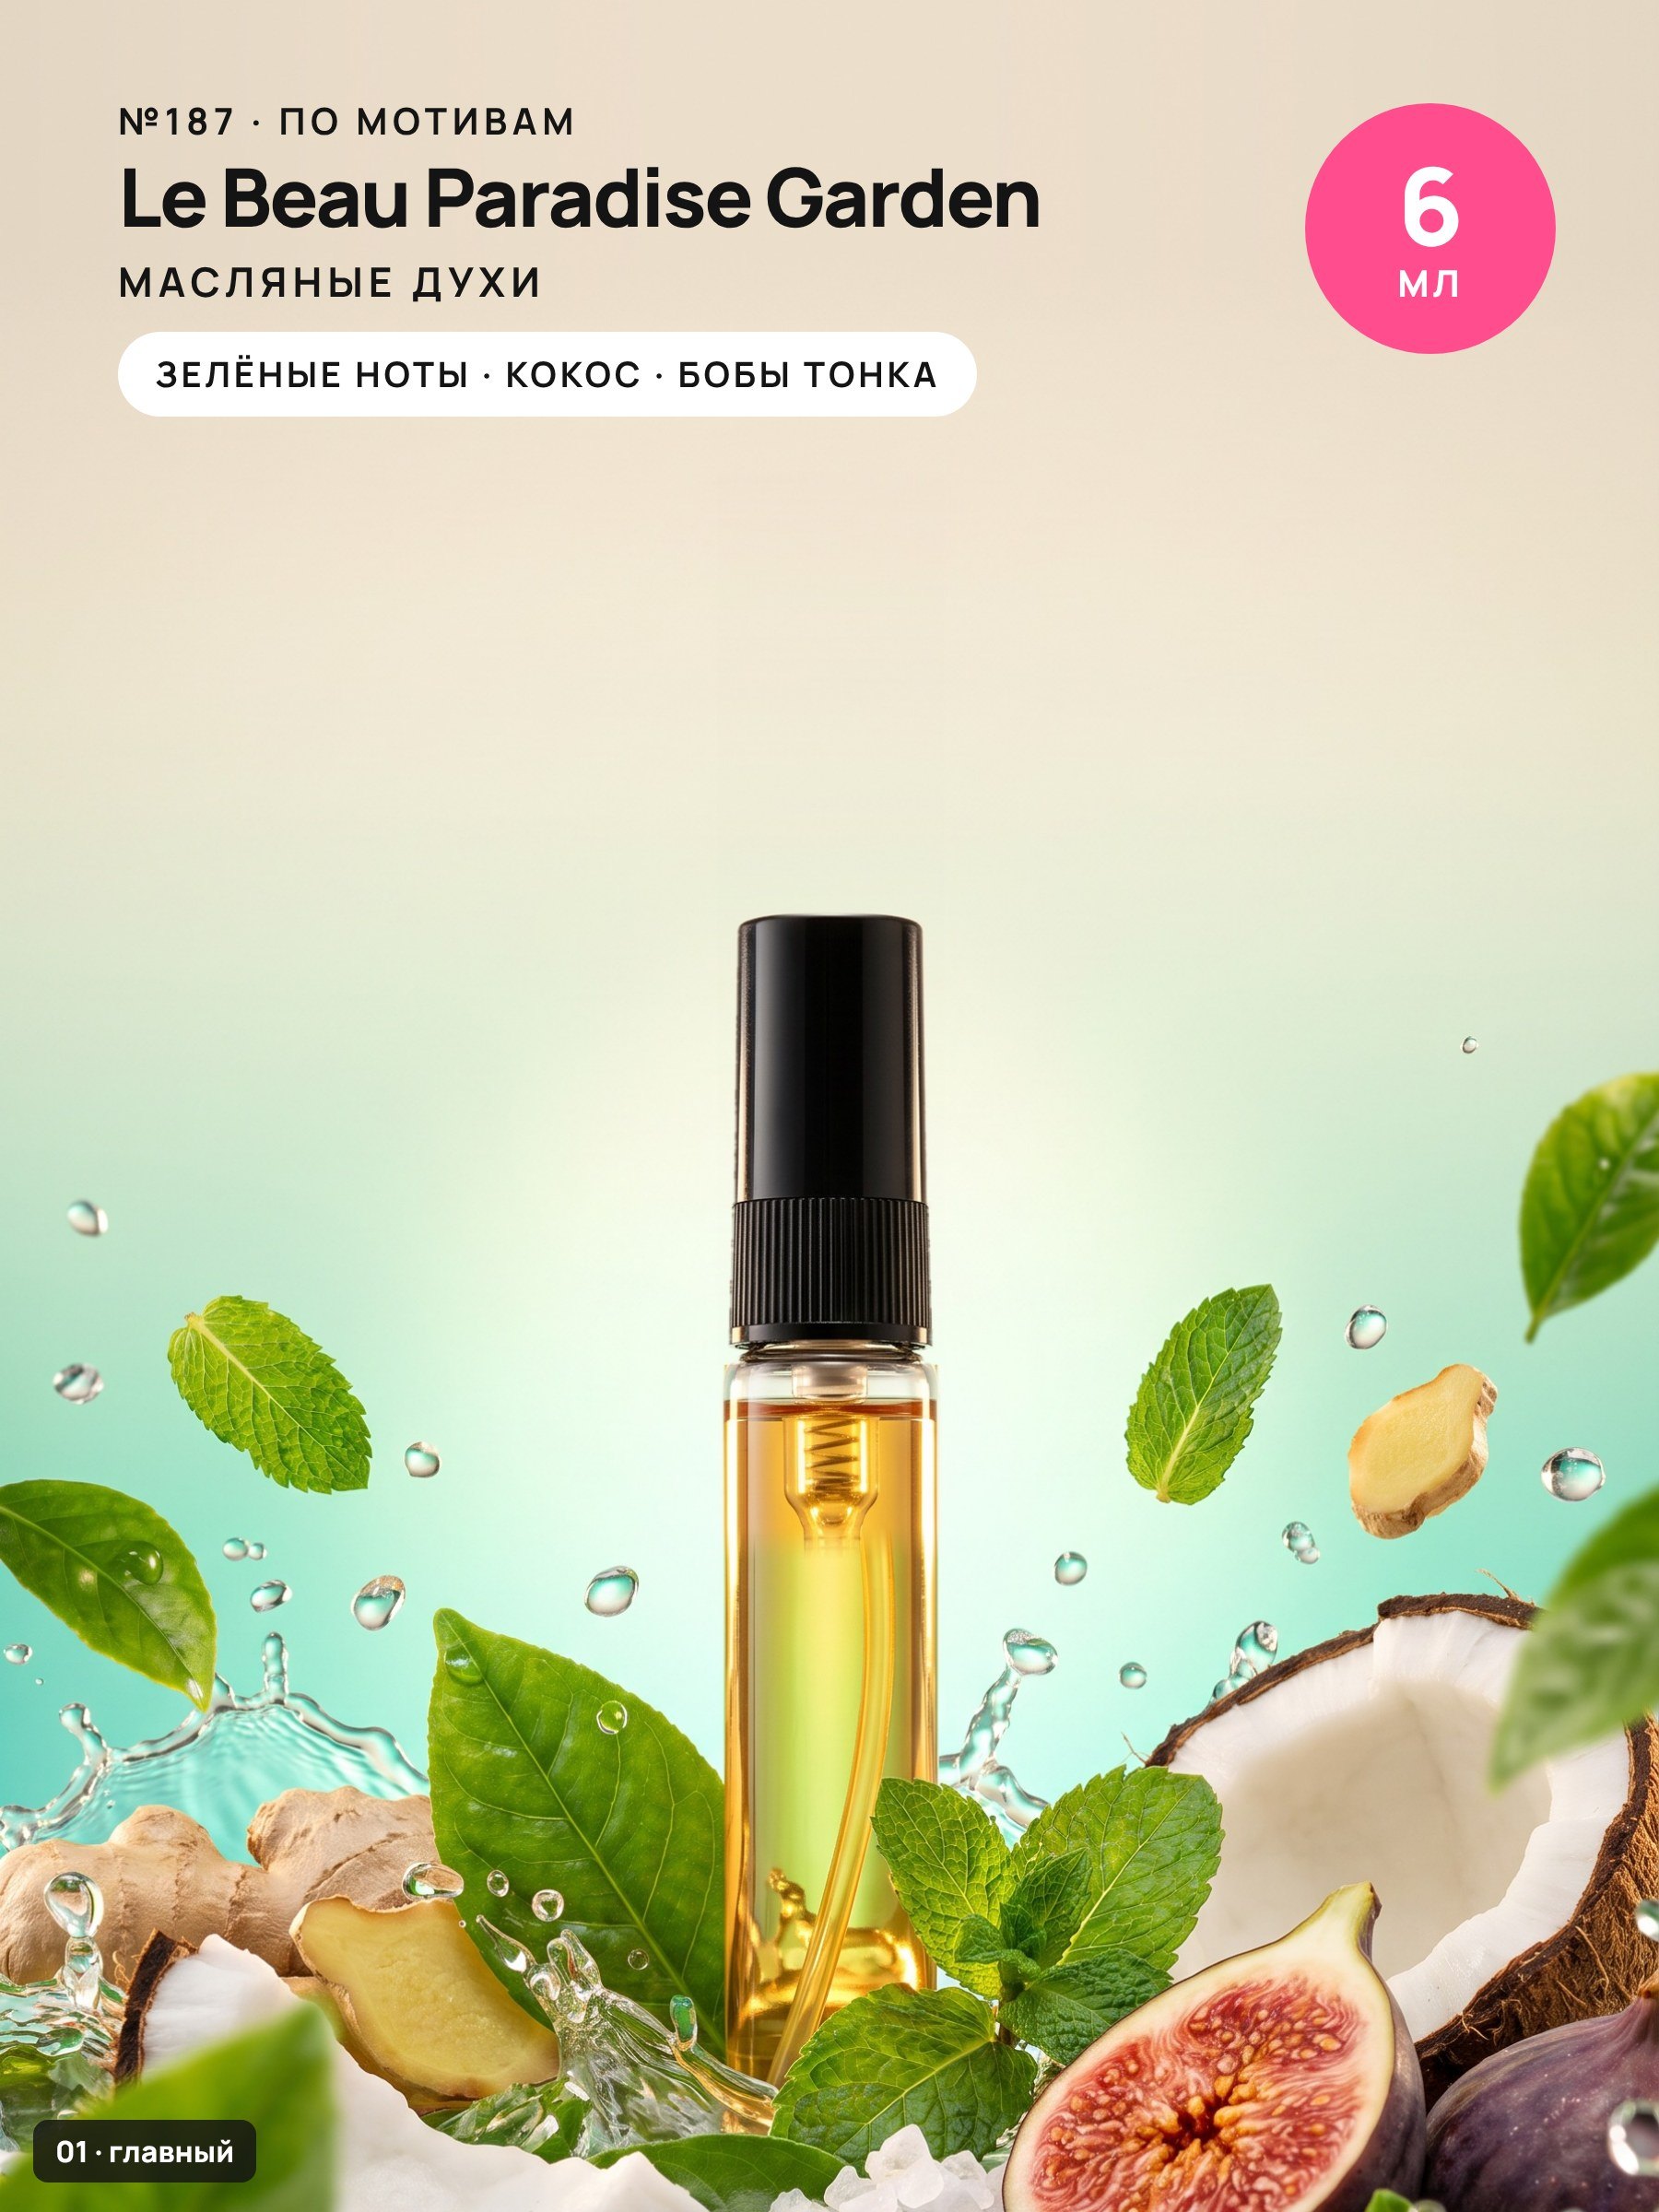 №187 · ПО МОТИВАМ
Le Beau Paradise Garden
МАСЛЯНЫЕ ДУХИ
ЗЕЛЁНЫЕ НОТЫ · КОКОС · БОБЫ ТОНКА
6
МЛ
01 · главный